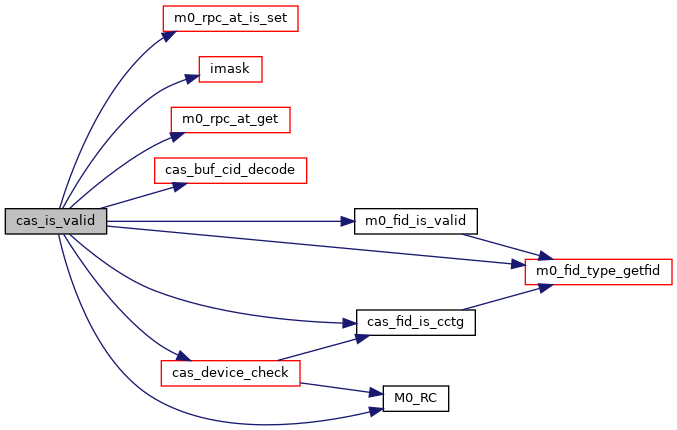 m0_rpc_at_is_set
imask
m0_rpc_at_get
cas_buf_cid_decode
cas_is_valid
m0_fid_is_valid
m0_fid_type_getfid
cas_fid_is_cctg
cas_device_check
M0_RC